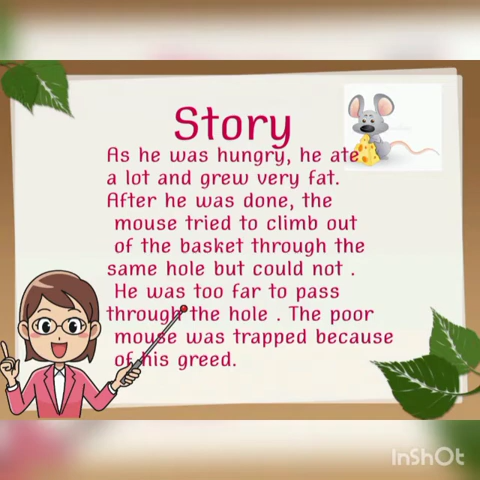 Story
As he was hungry, he ate
a lot and grew very fat.
After he was done, the
mouse tried to climb out
of the basket through the
same hole but could not .
He was too far to pass
through the hole . The poor
mouse was trapped because
of his greed.
InShOt